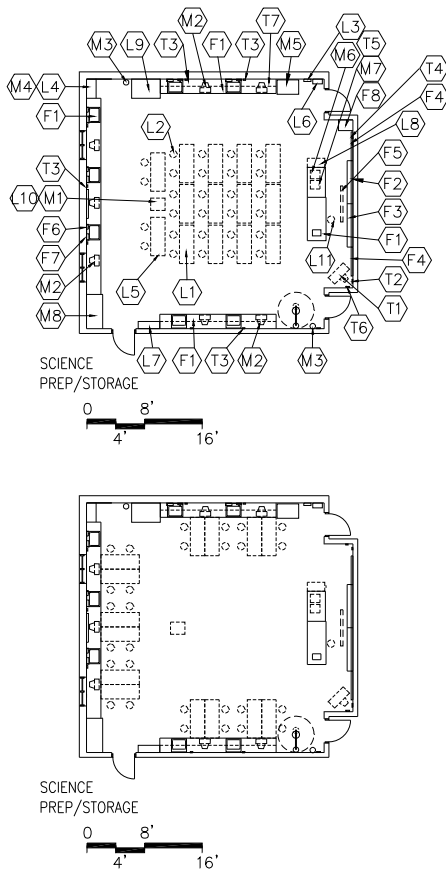 M3 L9 T3 M2 F1 T3 T7 M5 L3 M6 T5
M7
M4 L4 L6 F8 T4
F4
F1 L2 L8
F5
T3 F2
L10 M1 F3
F6 F1
F7 F4
M2 L11 T2
L5 L1 T1
M8 T6
L7 F1 T3 M2 M3
SCIENCE
PREP/STORAGE
0 8'
4' 16'
SCIENCE
PREP/STORAGE
0 8'
4' 16'